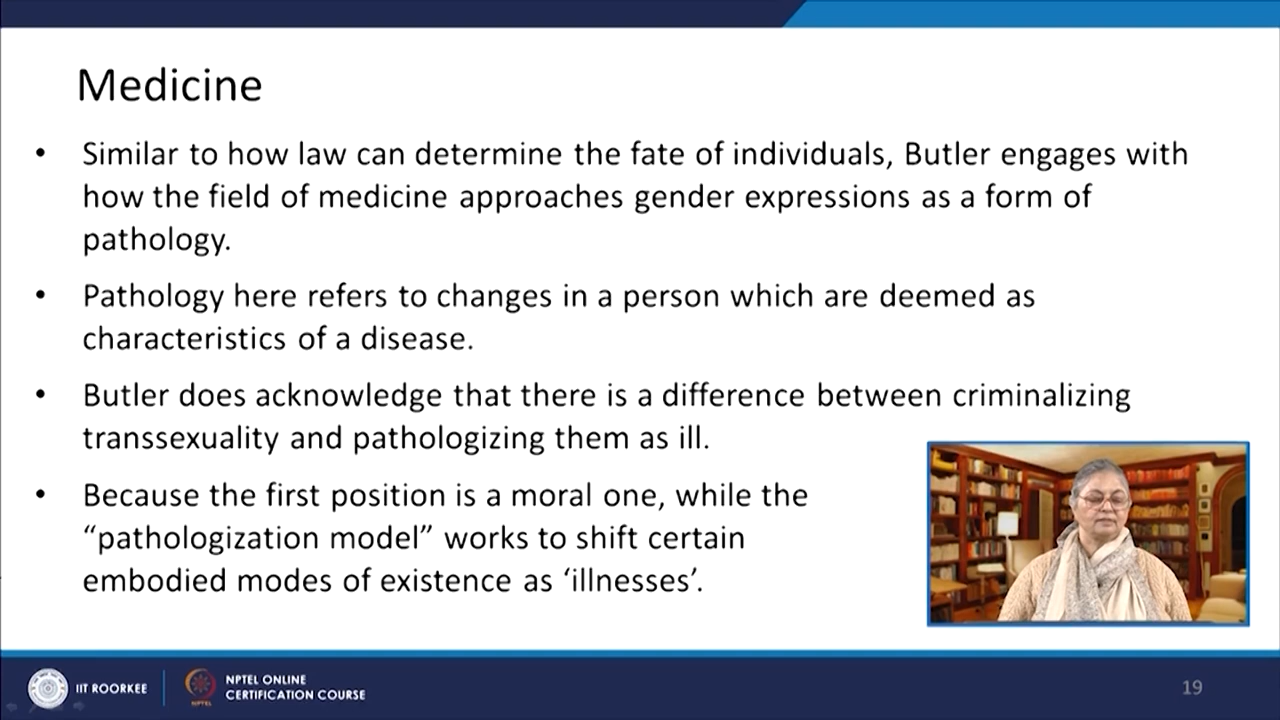 Medicine
• Similar to how law can determine the fate of individuals, Butler engages with
how the field of medicine approaches gender expressions as a form of
pathology.
• Pathology here refers to changes in a person which are deemed as
characteristics of a disease.
• Butler does acknowledge that there is a difference between criminalizing
transsexuality and pathologizing them as ill.
• Because the first position is a moral one, while the
“pathologization model” works to shift certain
embodied modes of existence as ‘illnesses’.
IIT ROORKEE
NPTEL
NPTEL ONLINE
CERTIFICATION COURSE
19